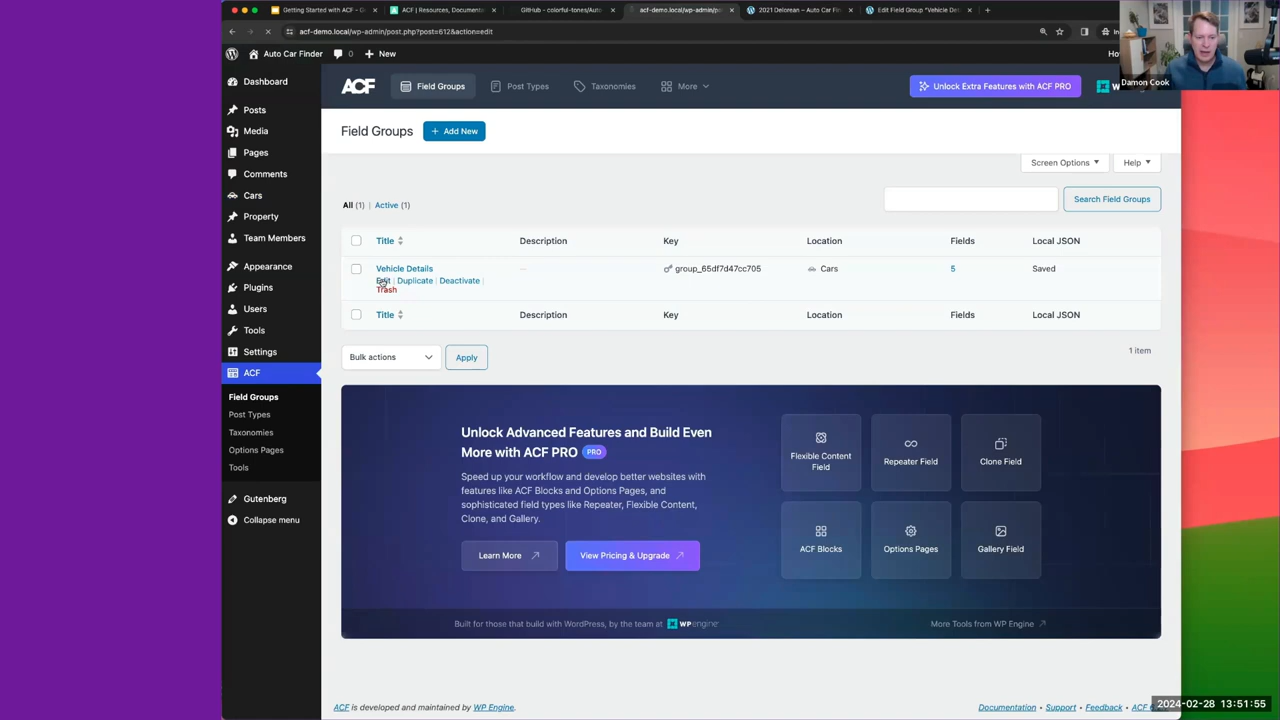 Getting Started with ACF - G
ACF | Resources, Documenta
GitHub - colorful-tones/Auto
acf-demo.local/wp-admin/pos
2021 Delorean – Auto Car Fin
Edit Field Group "Vehicle De
acf-demo.local/wp-admin/post.php?post=612&action=edit
Auto Car Finder
0
New
Damon Cook
Dashboard
Posts
Media
Pages
Comments
Cars
Property
Team Members
Appearance
Plugins
Users
Tools
Settings
ACF
Field Groups
Post Types
Taxonomies
Options Pages
Tools
Gutenberg
Collapse menu
ACF
Field Groups
Post Types
Taxonomies
More
Unlock Extra Features with ACF PRO
Field Groups
+ Add New
Screen Options
Help
All (1) | Active (1)
Search Field Groups
Title Description Key Location Fields Local JSON
Vehicle Details — group_65df7d47cc705 Cars 5 Saved
Edit | Duplicate | Deactivate |
Trash
Title Description Key Location Fields Local JSON
Bulk actions
Apply
1 item
Unlock Advanced Features and Build Even
More with ACF PRO PRO
Speed up your workflow and develop better websites with
features like ACF Blocks and Options Pages, and
sophisticated field types like Repeater, Flexible Content,
Clone, and Gallery.
Learn More
View Pricing & Upgrade
Flexible Content
Field
Repeater Field
Clone Field
ACF Blocks
Options Pages
Gallery Field
Built for those that build with WordPress, by the team at WPengine
More Tools from WP Engine
ACF is developed and maintained by WP Engine.
Documentation • Support • Feedback • ACF
2024-02-28 13:51:55